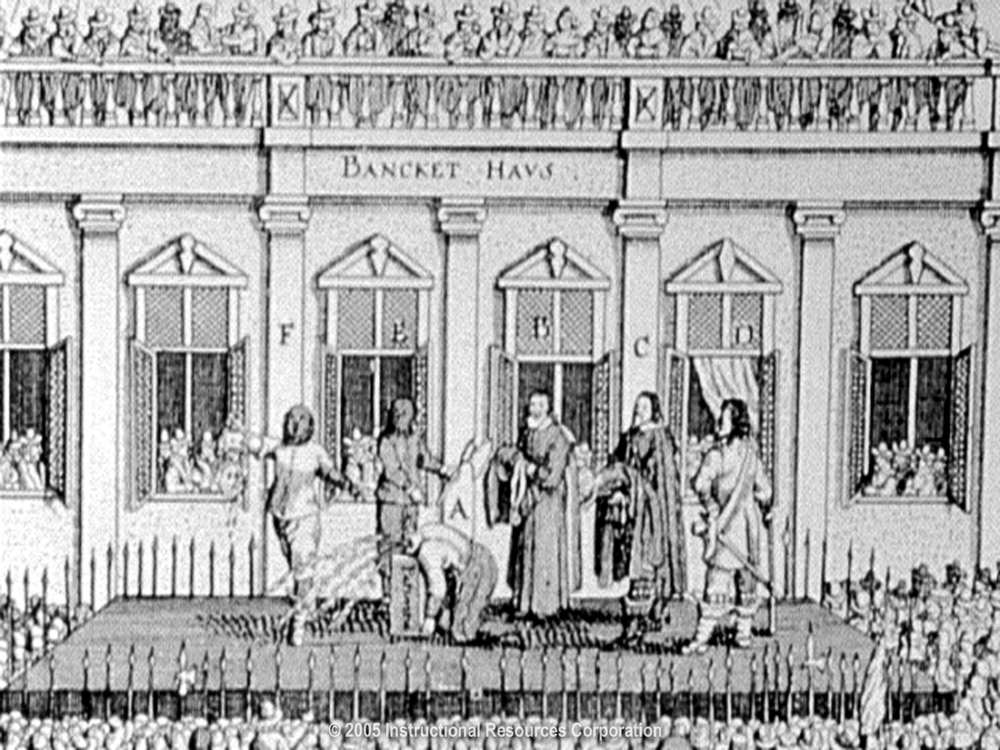 BANCKET HAVS
F E B C D
A
© 2005 Instructional Resources Corporation